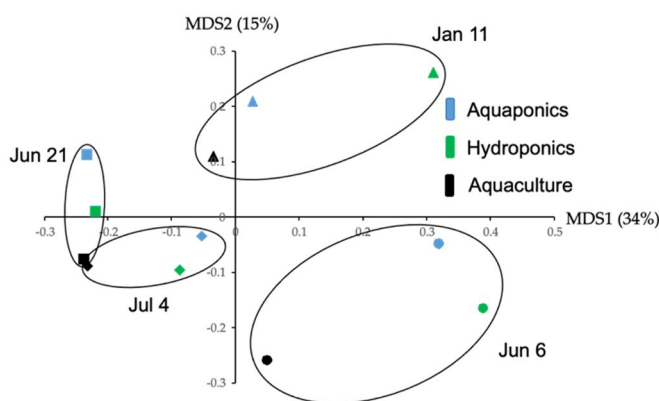 MDS2 (15%)
Jan 11
0.3
0.2
Aquaponics
Jun 21
Hydroponics
0.1
Aquaculture
0
-0.3
-0.2
-0.1
0
0.1
0.2
0.3
0.4
0.5
MDS1 (34%)
-0.1
Jul 4
-0.2
Jun 6
-0.3